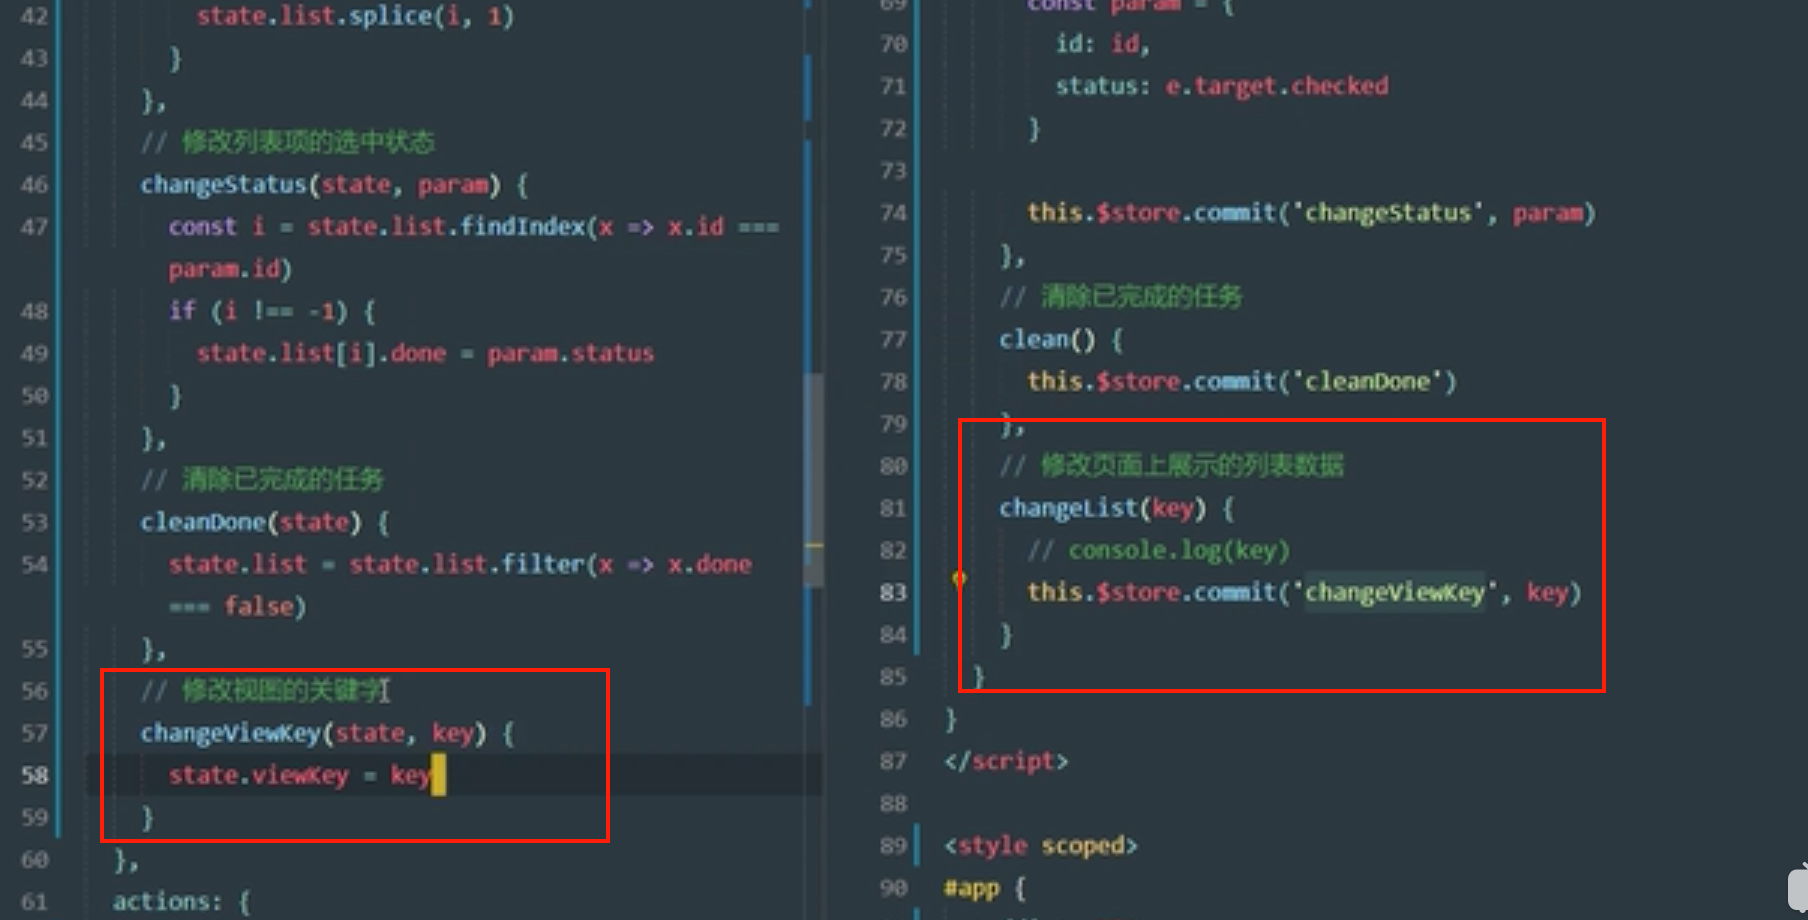 42 state.list.splice(i, 1)
43 }
44 },
45 // 修改列表项的选中状态
46 changeStatus(state, param) {
47 const i = state.list.findIndex(x => x.id ===
param.id)
48 if (i !== -1) {
49 state.list[i].done = param.status
50 }
51 },
52 // 清除已完成的任务
53 cleanDone(state) {
54 state.list = state.list.filter(x => x.done
=== false)
55 },
56 // 修改视图的关键字
57 changeViewKey(state, key) {
58 state.viewKey = key
59 }
60 },
61 actions: {
69 const param = {
70 id: id,
71 status: e.target.checked
72 }
73
74 this.$store.commit('changeStatus', param)
75 },
76 // 清除已完成的任务
77 clean() {
78 this.$store.commit('cleanDone')
79 },
80 // 修改页面上展示的列表数据
81 changeList(key) {
82 // console.log(key)
83 this.$store.commit('changeViewKey', key)
84 }
85 }
86 }
87 </script>
88
89 <style scoped>
90 #app {